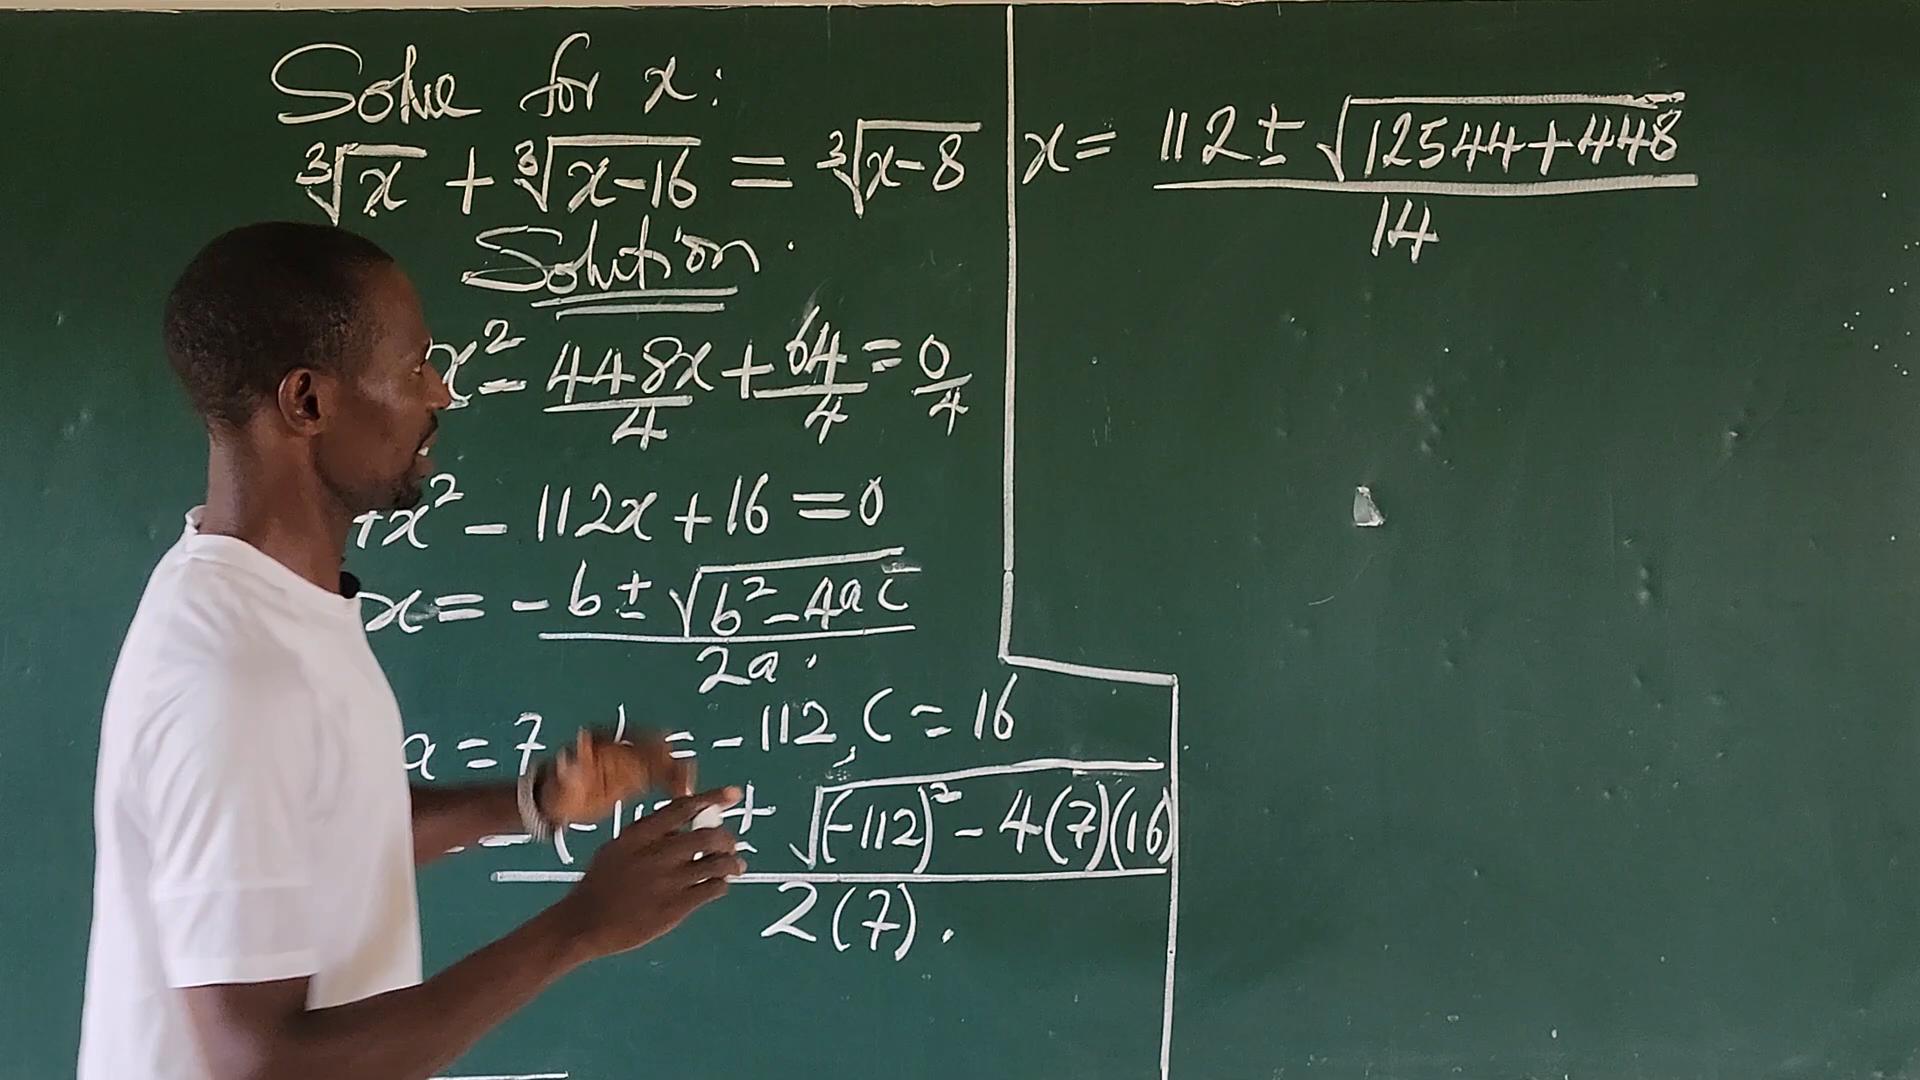 Solve for x:
∛x + ∛(x-16) = ∛(x-8)
Solution.
x² - 448x/4 + 64/4 = 0/4
x² - 112x + 16 = 0
x = -b ± √(b² - 4ac) / 2a.
a = 7 = -112, c = 16
± √((-112)² - 4(7)(16)) / 2(7).
x = 112 ± √(12544 + 448) / 14